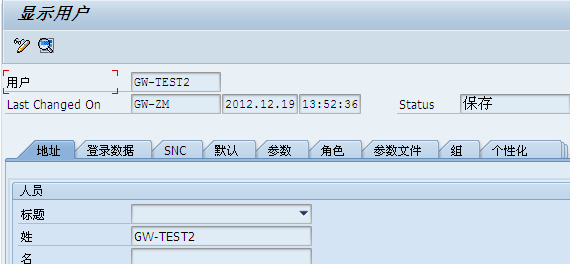 显示用户
用户 GW-TEST2
Last Changed On GW-ZM 2012.12.19 13:52:36 Status 保存
地址 登录数据 SNC 默认 参数 角色 参数文件 组 个性化
人员
标题
姓 GW-TEST2
名